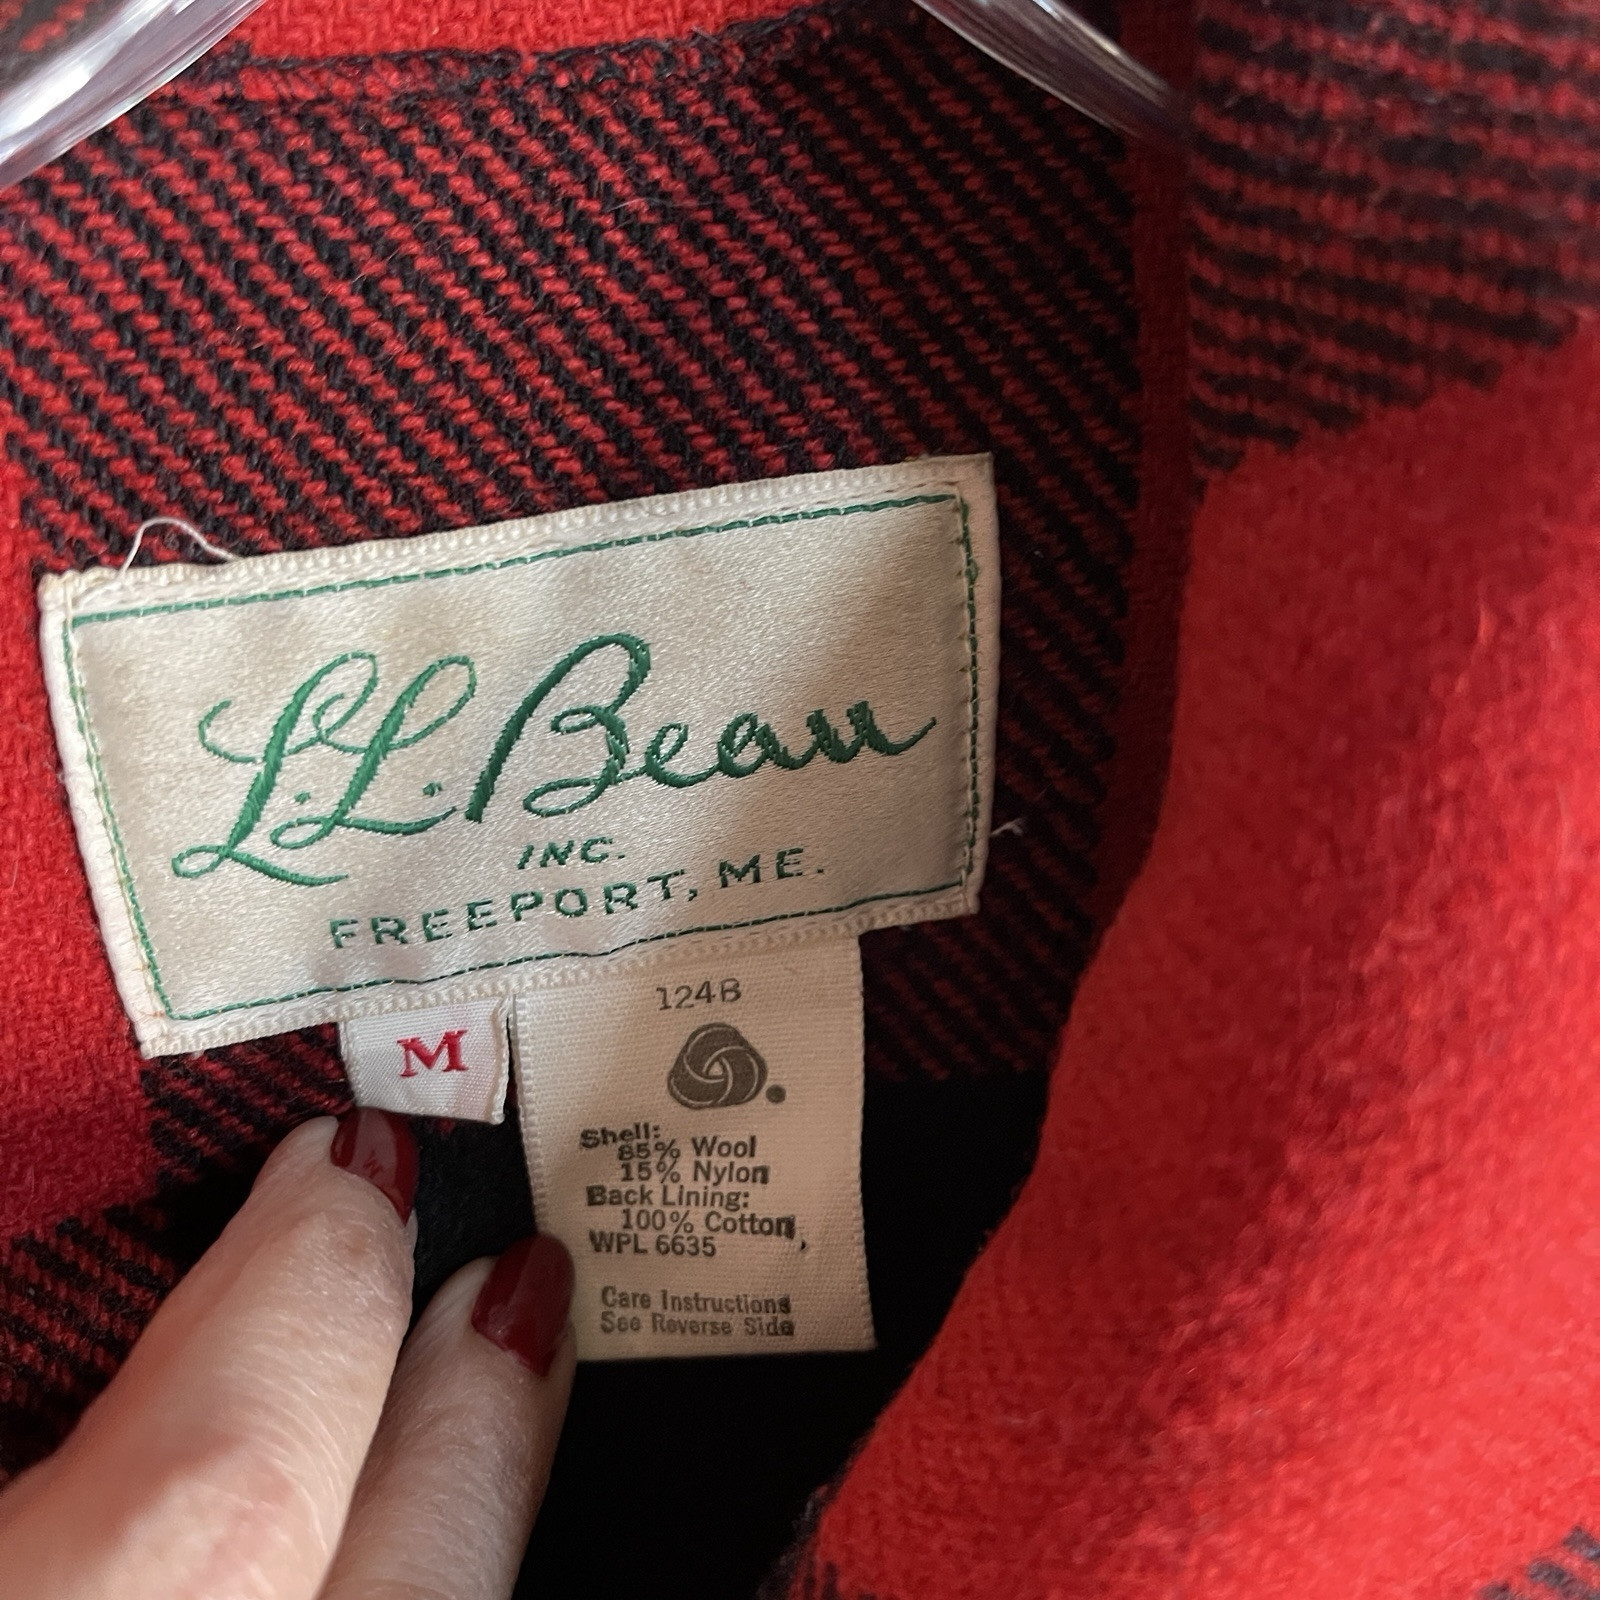 L.L.Bean
INC.
FREEPORT, ME.
M
124B
Shell:
85% Wool
15% Nylon
Back Lining:
100% Cotton
WPL 6635
Care Instructions
See Reverse Side